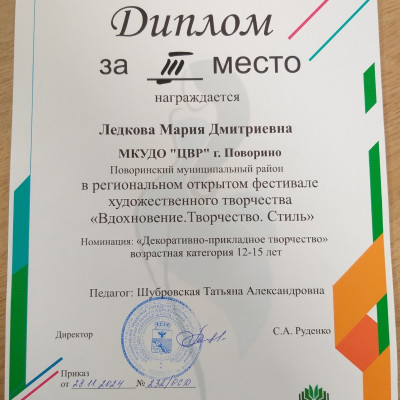 Диплом
за III место
награждается
Ледкова Мария Дмитриевна
МКУДО "ЦВР" г. Поворино
Поворинский муниципальный район
в региональном открытом фестивале
художественного творчества
«Вдохновение.Творчество. Стиль»
Номинация: «Декоративно-прикладное творчество»
возрастная категория 12-15 лет
Педагог: Шубровская Татьяна Александровна
Директор С.А. Руденко
Приказ
от 23.11.2024 №